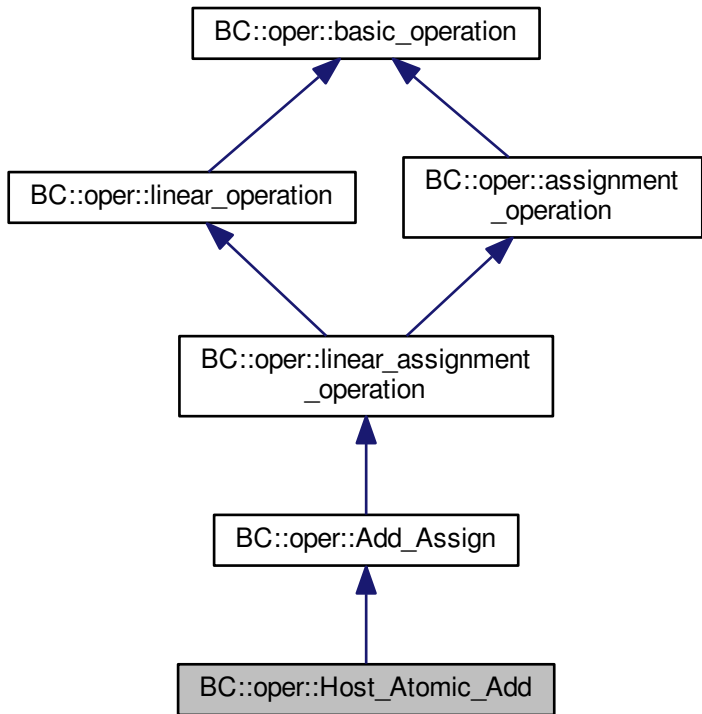 BC::oper::basic_operation
BC::oper::linear_operation
BC::oper::assignment
_operation
BC::oper::linear_assignment
_operation
BC::oper::Add_Assign
BC::oper::Host_Atomic_Add